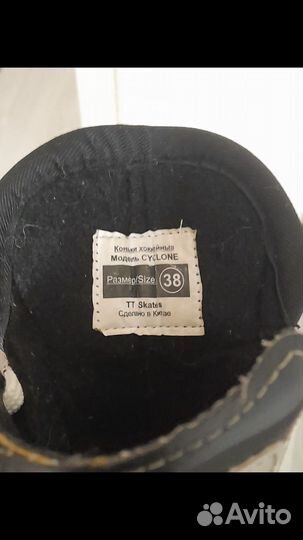 Коньки хоккейные
Модель CYCLONE
Размер/Size 38
TT Skates
Сделано в Китае
Avito